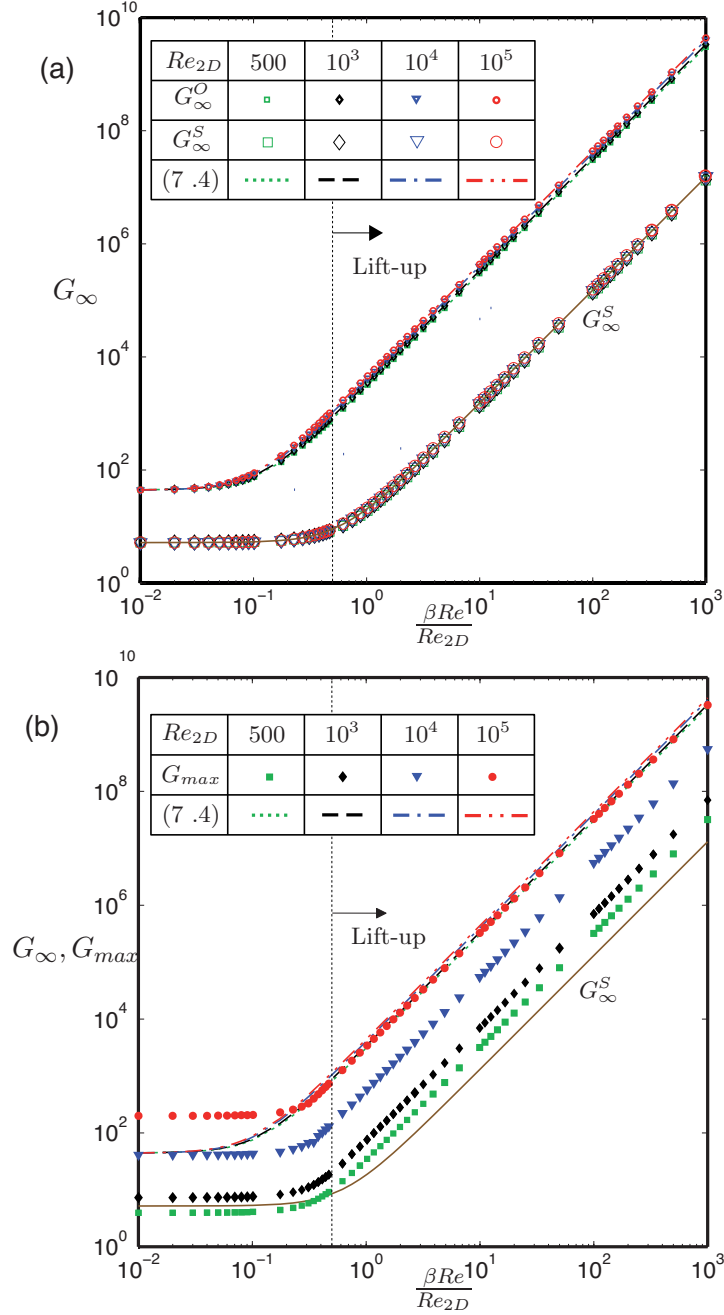 (a)
10^10
10^8
10^6
10^4
10^2
10^0
G_∞
Re_2D 500 10^3 10^4 10^5
G_∞^O
G_∞^S
(7 .4)
Lift-up
G_∞^S
10^−2 10^−1 10^0 10^1 10^2 10^3
βRe
Re_2D
(b)
10^10
10^8
10^6
10^4
10^2
10^0
G_∞, G_max
Re_2D 500 10^3 10^4 10^5
G_max
(7 .4)
Lift-up
G_∞^S
10^−2 10^−1 10^0 10^1 10^2 10^3
βRe
Re_2D